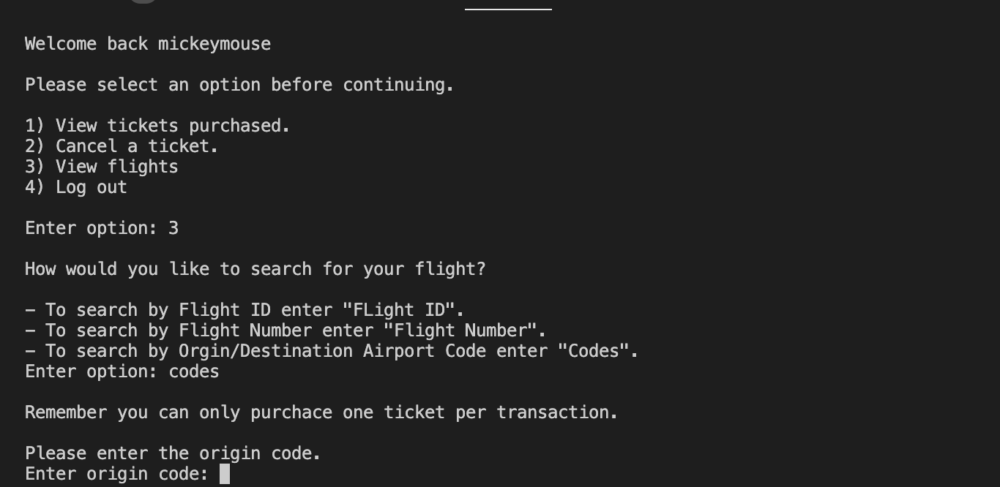 Welcome back mickeymouse
Please select an option before continuing.
1) View tickets purchased.
2) Cancel a ticket.
3) View flights
4) Log out
Enter option: 3
How would you like to search for your flight?
– To search by Flight ID enter "FLight ID".
– To search by Flight Number enter "Flight Number".
– To search by Orgin/Destination Airport Code enter "Codes".
Enter option: codes
Remember you can only purchace one ticket per transaction.
Please enter the origin code.
Enter origin code: